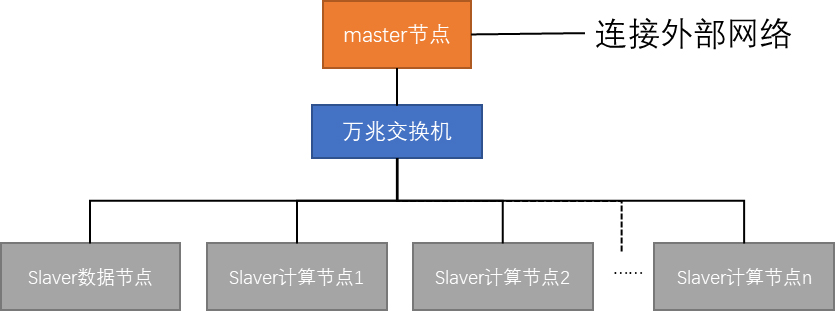 master节点
连接外部网络
万兆交换机
Slaver数据节点
Slaver计算节点1
Slaver计算节点2
……
Slaver计算节点n